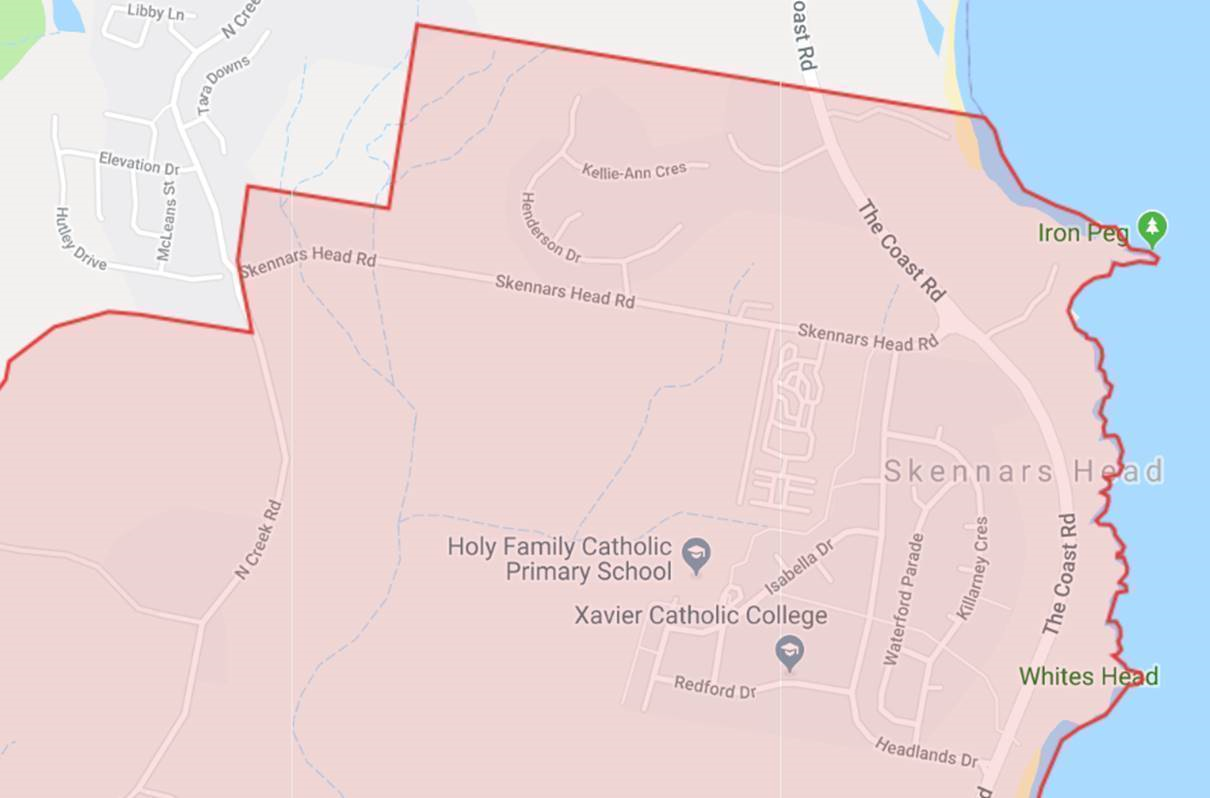 Libby Ln
N Cree
Tara Downs
oast Rd
Elevation Dr
McLeans St
Hutley Drive
Kellie-Ann Cres
Henderson Dr
The Coast Rd
Iron Peg
Skennars Head Rd
Skennars Head Rd
Skennars Head Rd
Skennars Head
N Creek Rd
Holy Family Catholic
Primary School
Isabella Dr
Waterford Parade
Killarney Cres
The Coast Rd
Xavier Catholic College
Redford Dr
Whites Head
Headlands Dr
d